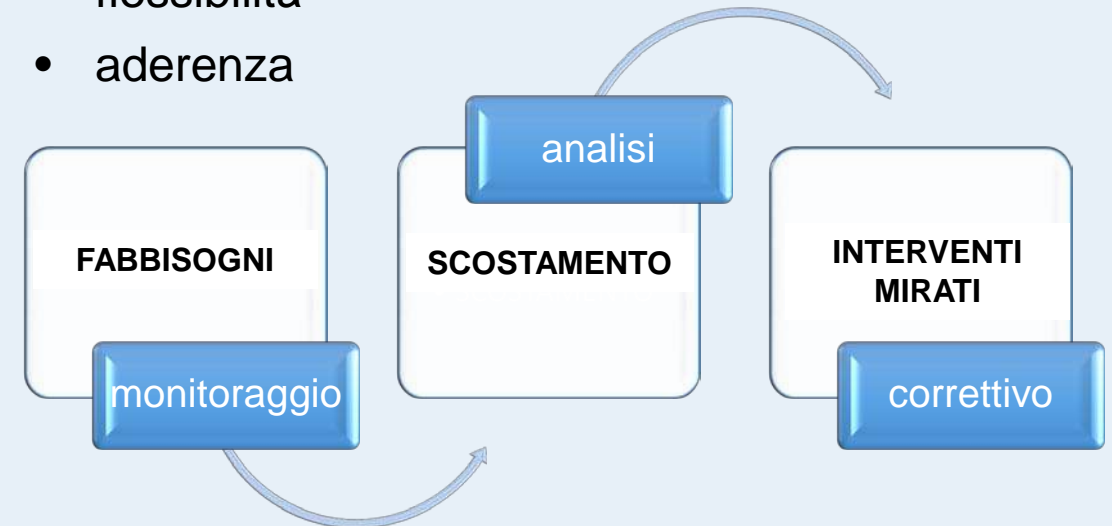 • aderenza
analisi
FABBISOGNI
SCOSTAMENTO
INTERVENTI
MIRATI
monitoraggio
correttivo